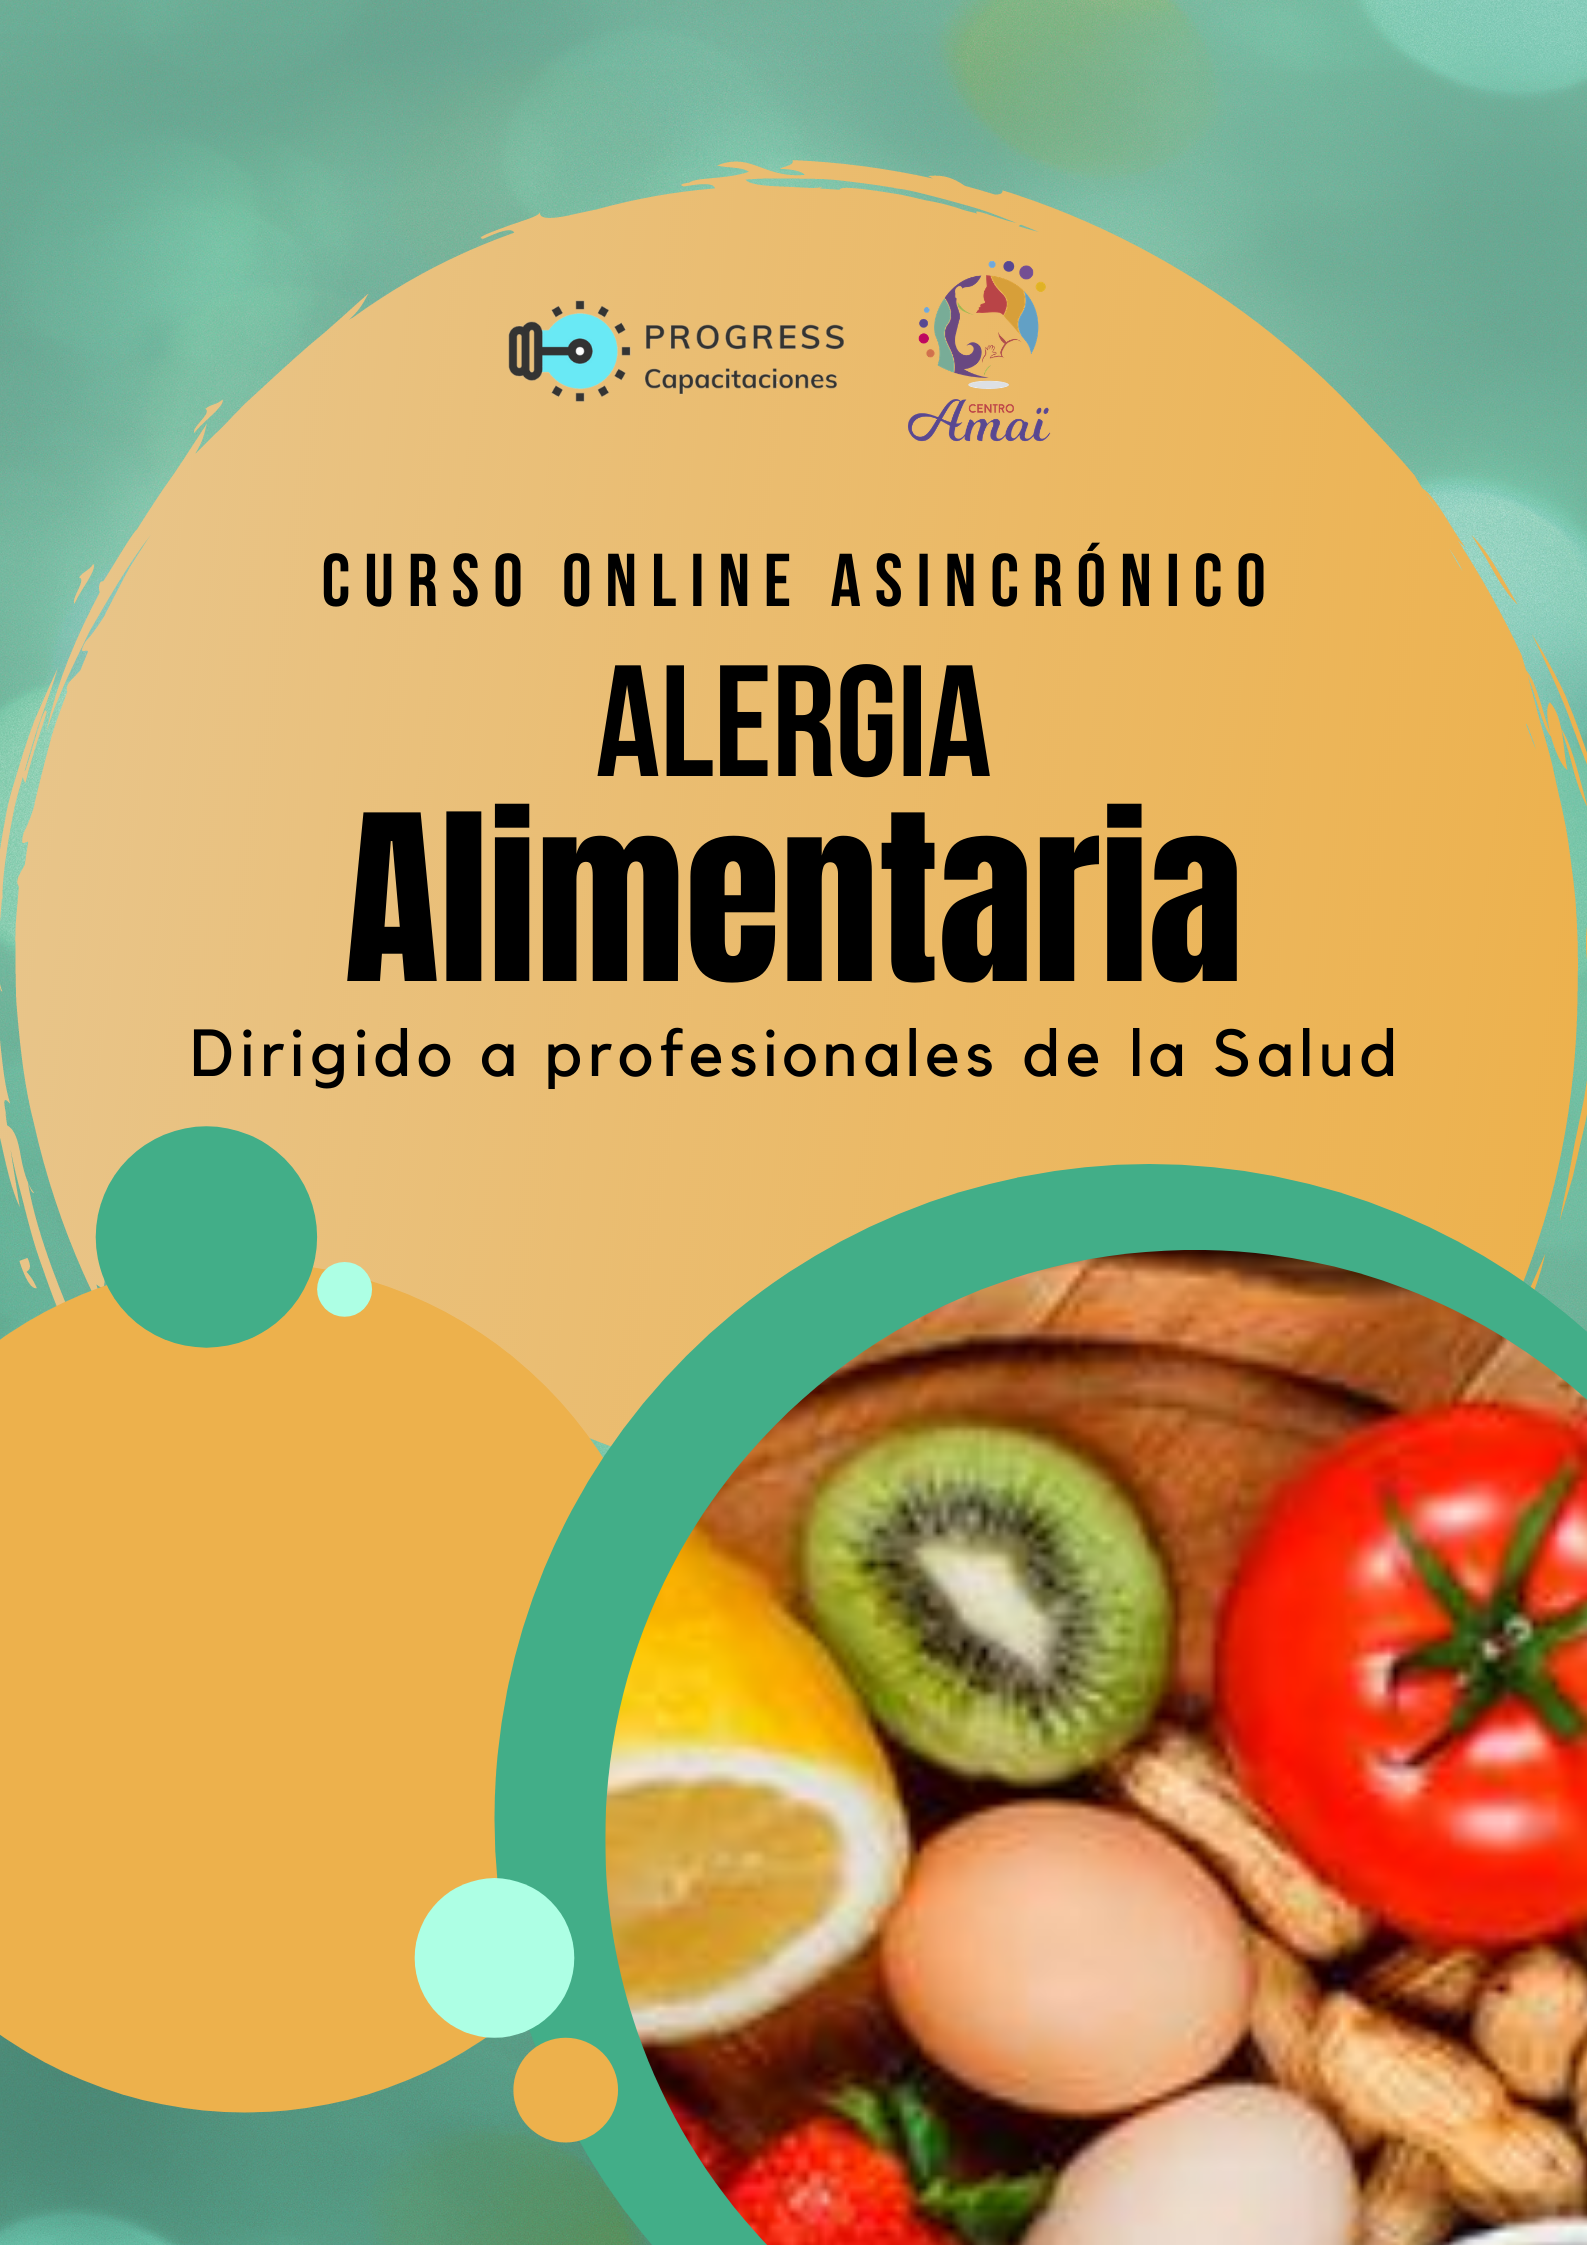 PROGRESS
Capacitaciones
CENTRO
Amaï
CURSO ONLINE ASINCRÓNICO
ALERGIA
Alimentaria
Dirigido a profesionales de la Salud